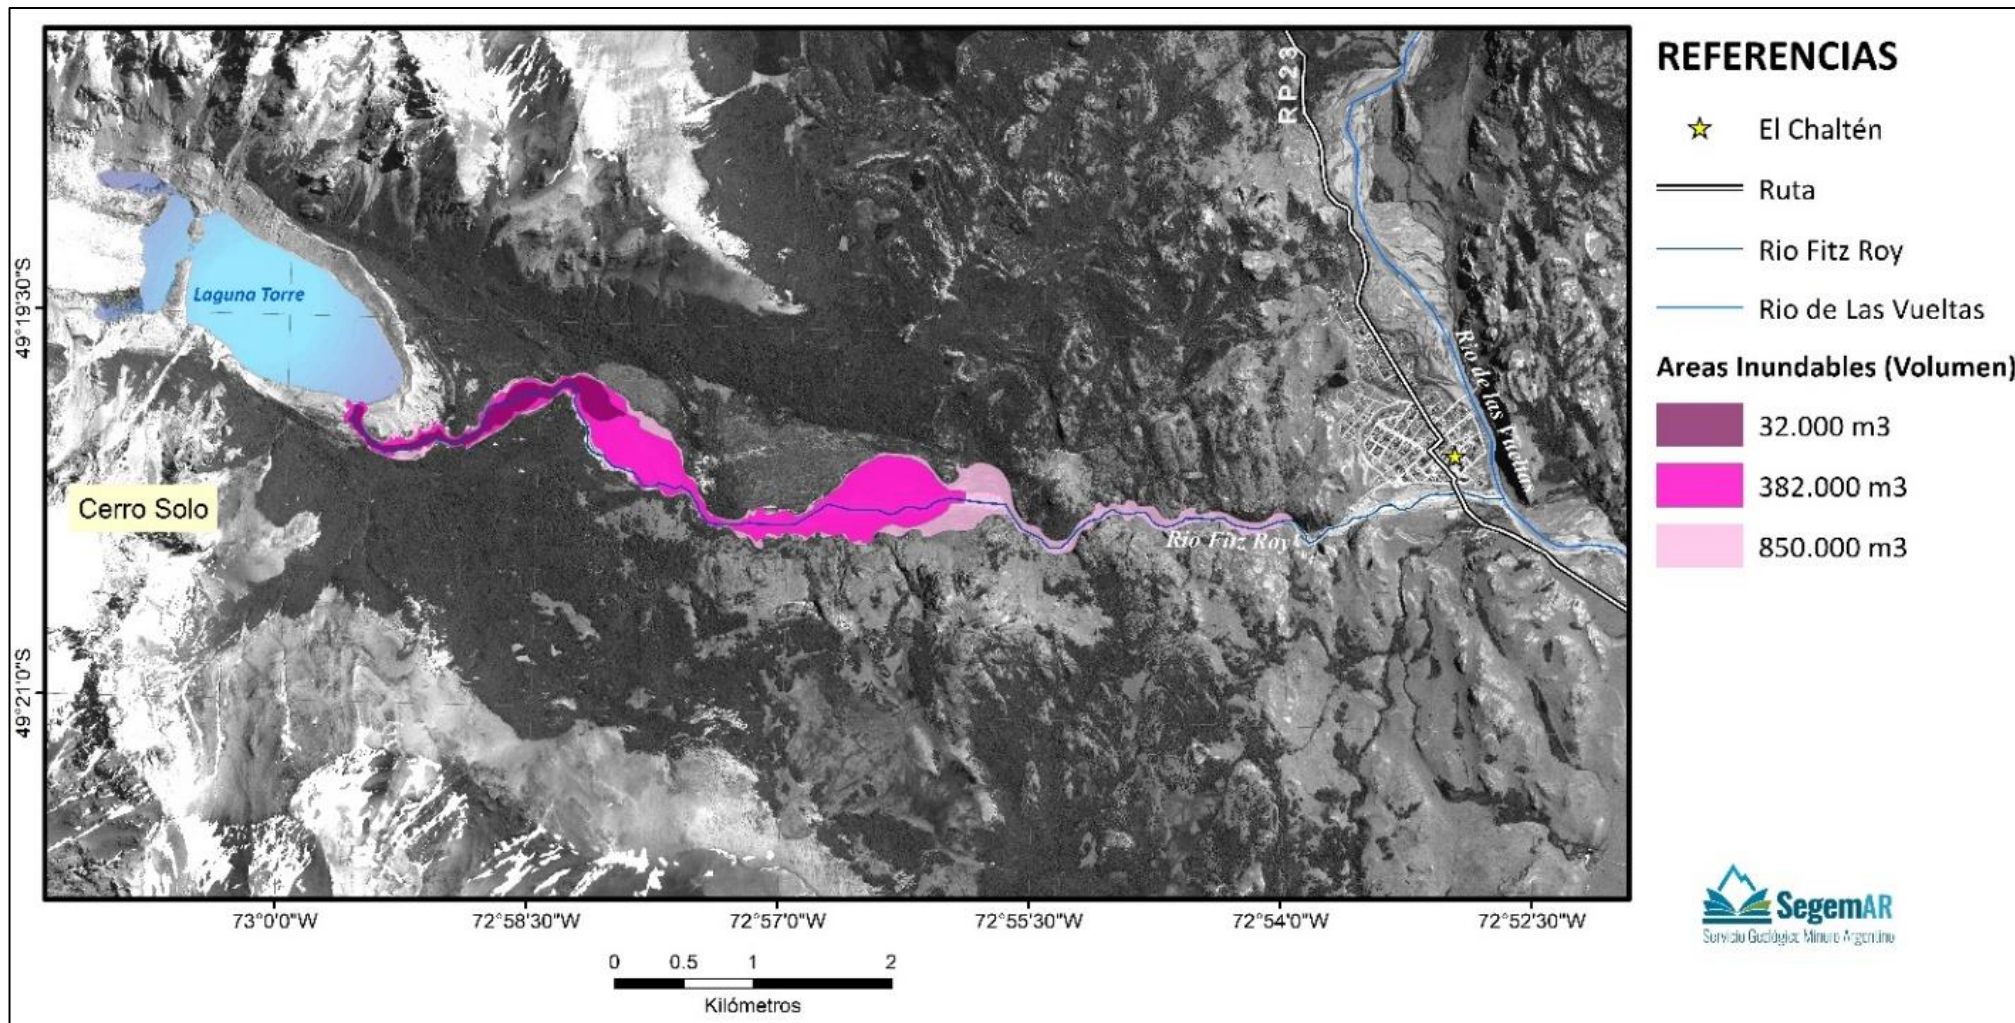 REFERENCIAS
El Chaltén
Ruta
Rio Fitz Roy
Rio de Las Vueltas
Areas Inundables (Volumen)
32.000 m3
382.000 m3
850.000 m3
RP23
Laguna Torre
Río de las Vueltas
Cerro Solo
Río Fitz Roy
49°19'30"S
49°21'0"S
73°0'0"W
72°58'30"W
72°57'0"W
72°55'30"W
72°54'0"W
72°52'30"W
0 0.5 1 2
Kilómetros
SegemAR
Servicio Geológico Minero Argentino